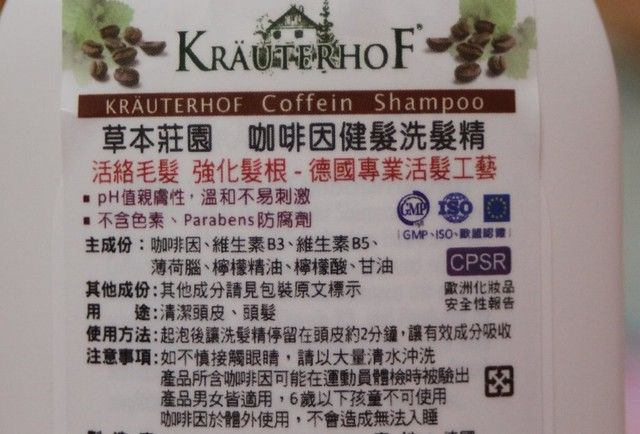 KRÄUTERHOF®
KRÄUTERHOF Coffein Shampoo
草本莊園 咖啡因健髮洗髮精
活絡毛髮 強化髮根-德國專業活髮工藝
▪ pH值親膚性，溫和不易刺激
▪ 不含色素、Parabens防腐劑
GMP ISO
GMP、ISO、歐盟認證
主成份：咖啡因、維生素B3、維生素B5、
薄荷腦、檸檬精油、檸檬酸、甘油
CPSR
其他成份:其他成分請見包裝原文標示
歐洲化妝品
安全性報告
用 途:清潔頭皮、頭髮
使用方法:起泡後讓洗髮精停留在頭皮約2分鐘，讓有效成分吸收
注意事項:如不慎接觸眼睛，請以大量清水沖洗
產品所含咖啡因可能在運動員體檢時被驗出
產品男女皆適用，6歲以下孩童不可使用
咖啡因於體外使用，不會造成無法入睡